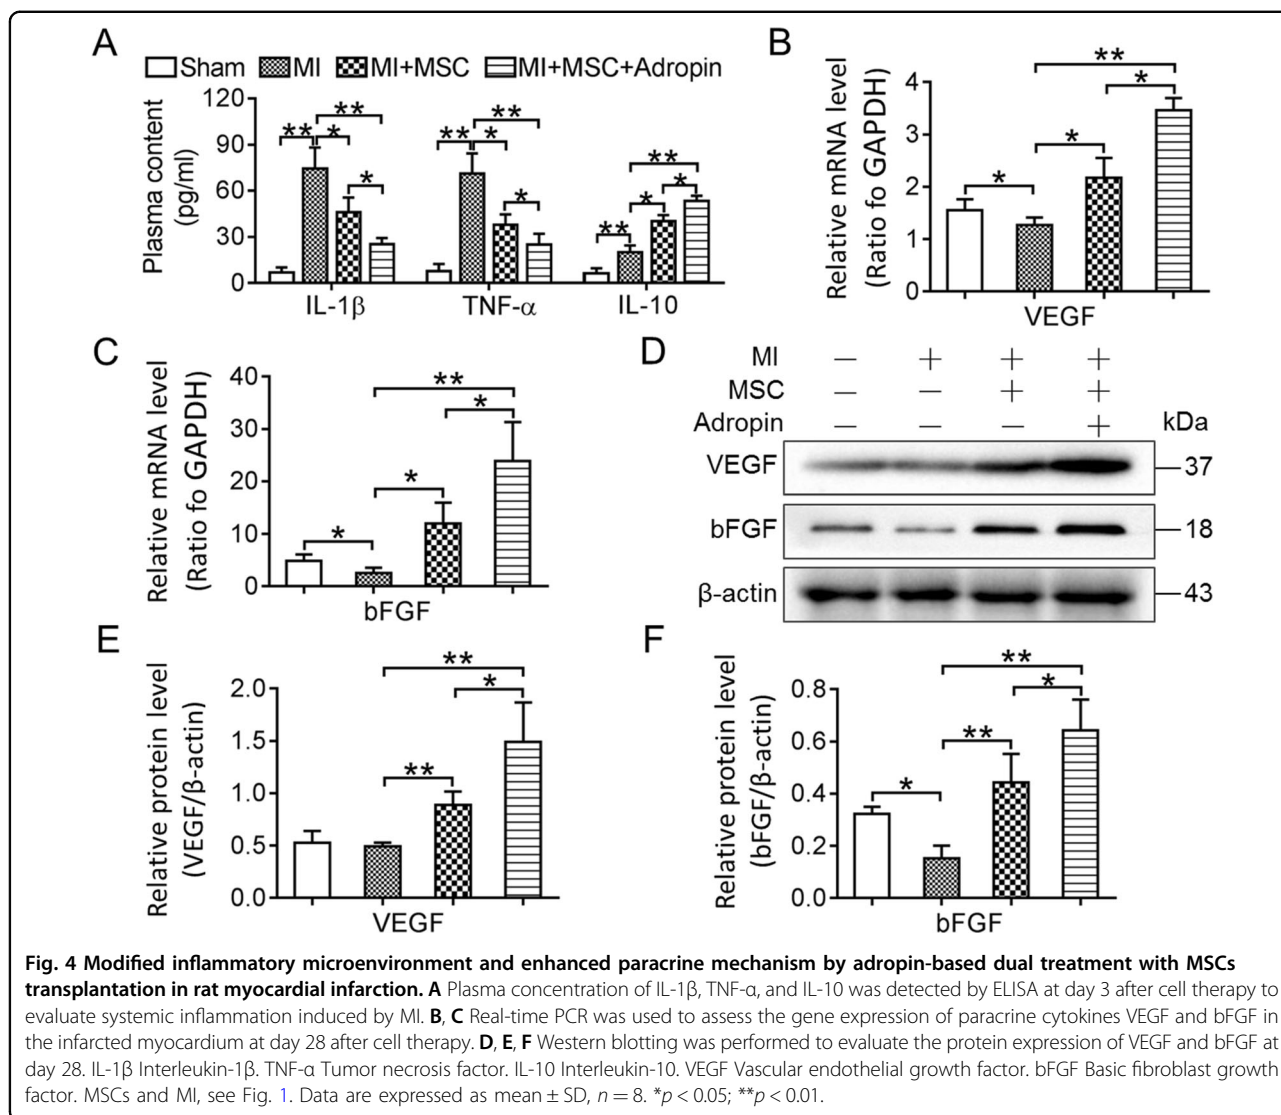 A
Sham MI MI+MSC MI+MSC+Adropin
Plasma content
(pg/ml)
120
90
60
30
0
** * ** *
** * ** *
** * ** *
IL-1β TNF-α IL-10
B
Relative mRNA level
(Ratio fo GAPDH)
4
3
2
1
0
**
*
*
*
VEGF
C
Relative mRNA level
(Ratio fo GAPDH)
40
30
20
10
0
**
*
*
*
bFGF
D
MI — + + +
MSC — — + +
Adropin — — — + kDa
VEGF 37
bFGF 18
β-actin 43
E
Relative protein level
(VEGF/β-actin)
2.0
1.5
1.0
0.5
0.0
**
*
**
VEGF
F
Relative protein level
(bFGF/β-actin)
0.8
0.6
0.4
0.2
0.0
**
*
**
*
bFGF
Fig. 4 Modified inflammatory microenvironment and enhanced paracrine mechanism by adropin-based dual treatment with MSCs
transplantation in rat myocardial infarction. A Plasma concentration of IL-1β, TNF-α, and IL-10 was detected by ELISA at day 3 after cell therapy to
evaluate systemic inflammation induced by MI. B, C Real-time PCR was used to assess the gene expression of paracrine cytokines VEGF and bFGF in
the infarcted myocardium at day 28 after cell therapy. D, E, F Western blotting was performed to evaluate the protein expression of VEGF and bFGF at
day 28. IL-1β Interleukin-1β. TNF-α Tumor necrosis factor. IL-10 Interleukin-10. VEGF Vascular endothelial growth factor. bFGF Basic fibroblast growth
factor. MSCs and MI, see Fig. 1. Data are expressed as mean ± SD, n = 8. *p < 0.05; **p < 0.01.